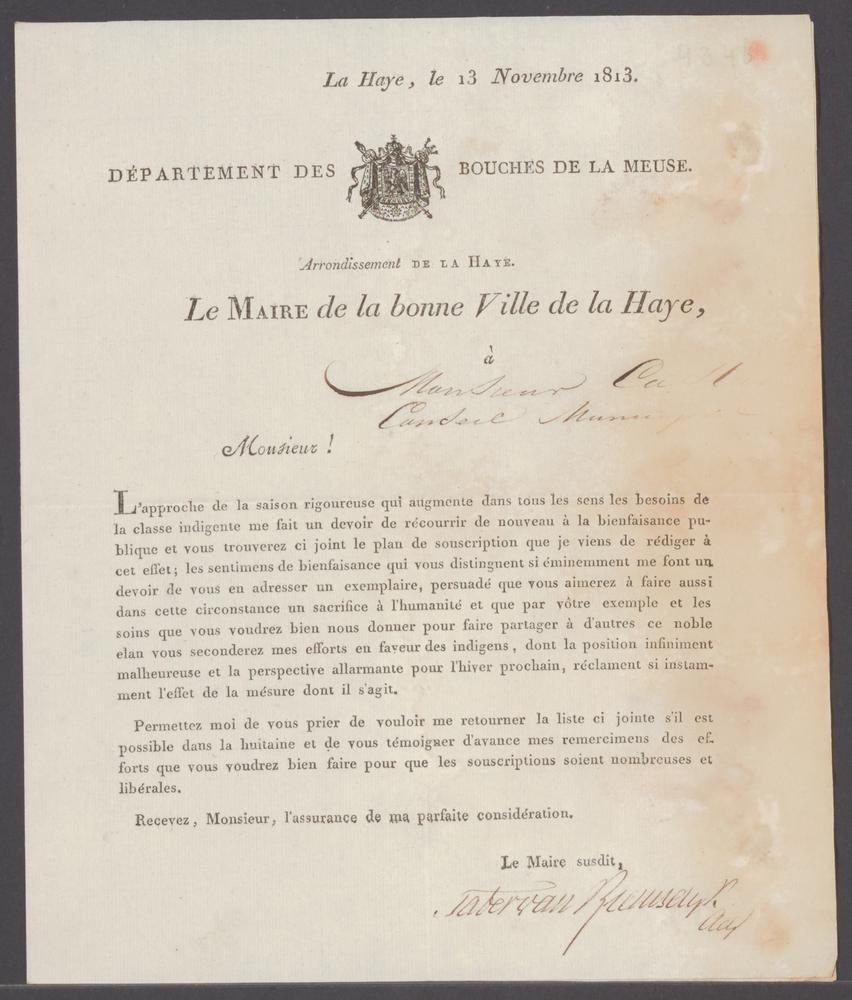 La Haye, le 13 Novembre 1813.
DÉPARTEMENT DES BOUCHES DE LA MEUSE.
Arrondissement DE LA HAYE.
Le MAIRE de la bonne Ville de la Haye,
à
Monsieur
Conseil
Monsieur !
L'approche de la saison rigoureuse qui augmente dans tous les sens les besoins de
la classe indigente me fait un devoir de récourrir de nouveau à la bienfaisance pu-
blique et vous trouverez ci joint le plan de souscription que je viens de rédiger à
cet effet; les sentimens de bienfaisance qui vous distinguent si éminemment me font un
devoir de vous en adresser un exemplaire, persuadé que vous aimerez à faire aussi
dans cette circonstance un sacrifice à l'humanité et que par vôtre exemple et les
soins que vous voudrez bien nous donner pour faire partager à d'autres ce noble
elan vous seconderez mes efforts en faveur des indigens, dont la position infiniment
malheureuse et la perspective allarmante pour l'hiver prochain, réclament si instam-
ment l'effet de la mésure dont il s'agit.
Permettez moi de vous prier de vouloir me retourner la liste ci jointe s'il est
possible dans la huitaine et de vous témoigner d'avance mes remercimens des ef-
forts que vous voudrez bien faire pour que les souscriptions soient nombreuses et
libérales.
Recevez, Monsieur, l'assurance de ma parfaite considération.
Le Maire susdit,
van